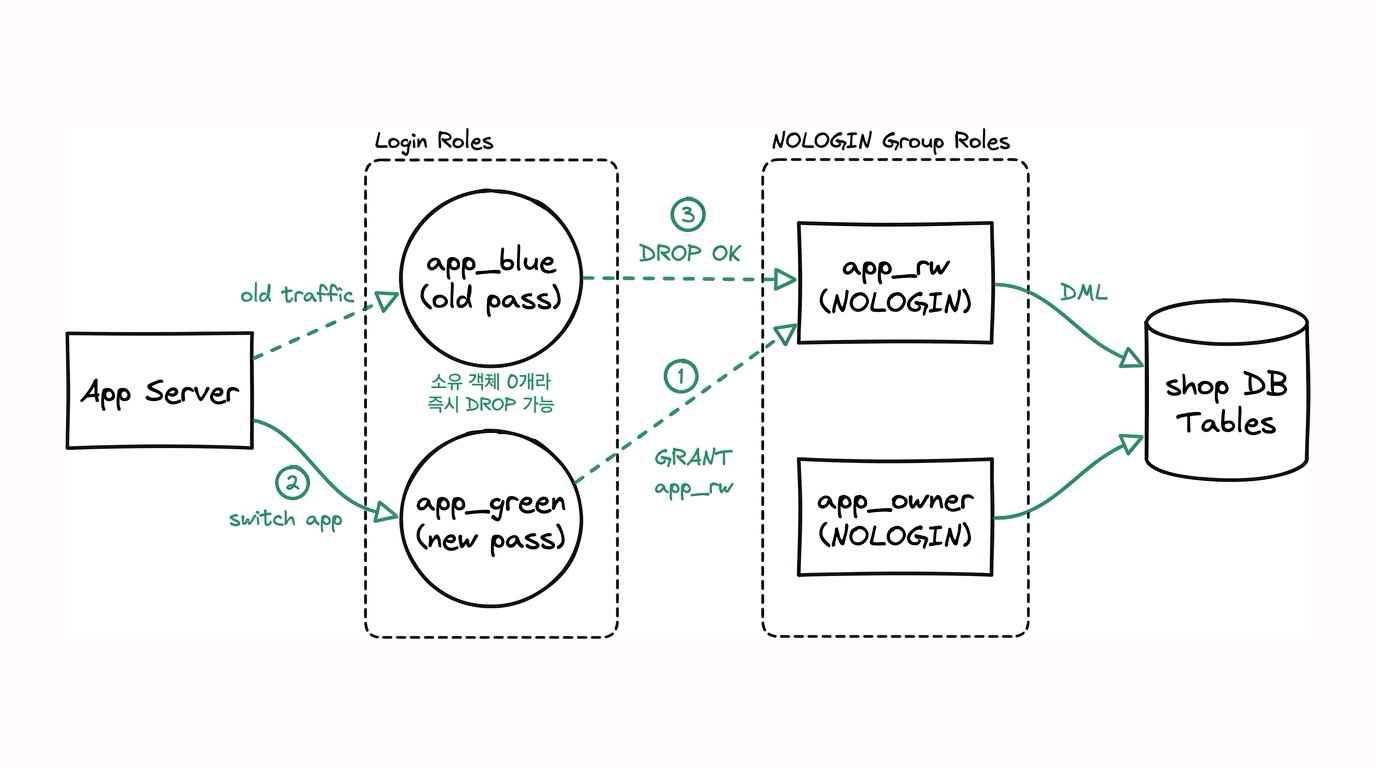 Login Roles
NOLOGIN Group Roles
app_blue
(old pass)
3
DROP OK
app_rw
(NOLOGIN)
old traffic
DML
App Server
소유 객체 0개라
즉시 DROP 가능
1
shop DB
Tables
2
switch app
app_green
(new pass)
GRANT
app_rw
app_owner
(NOLOGIN)